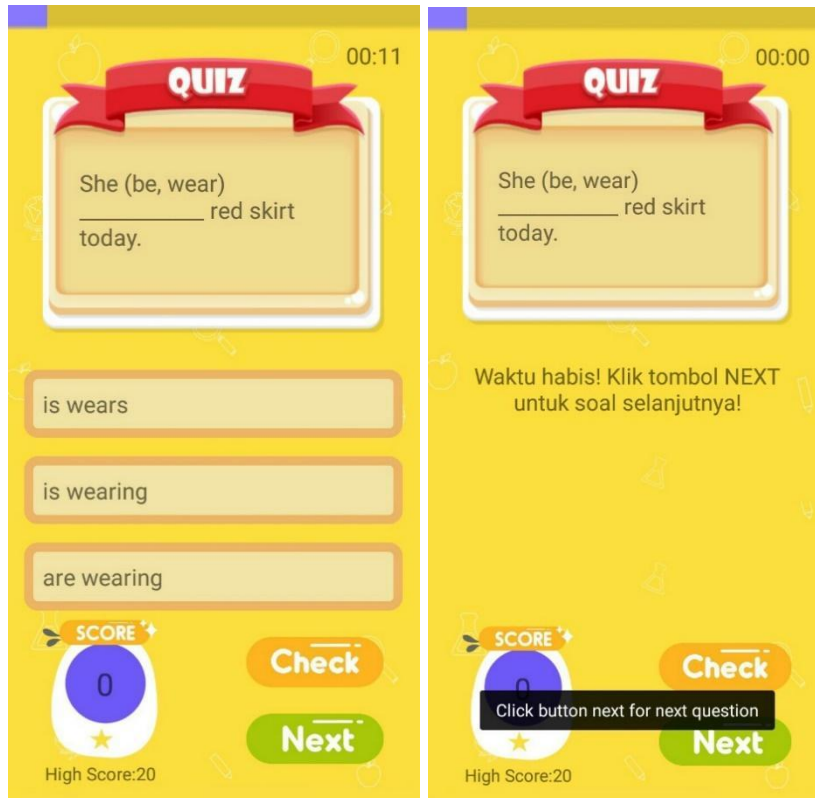 00:11
QUIZ
She (be, wear)
___________ red skirt
today.
is wears
is wearing
are wearing
SCORE
0
Check
Next
High Score:20
00:00
QUIZ
She (be, wear)
___________ red skirt
today.
Waktu habis! Klik tombol NEXT
untuk soal selanjutnya!
SCORE
0
Check
Click button next for next question
Next
High Score:20